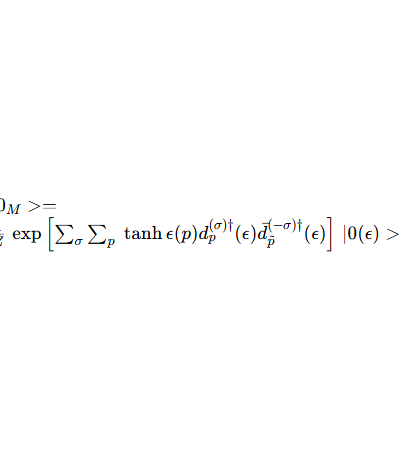 0_M >=
exp [∑_σ ∑_p tanh ϵ(p)d_p^{(σ)†}(ϵ)d̄_{p̃}^{(−σ)†}(ϵ)] |0(ϵ) >